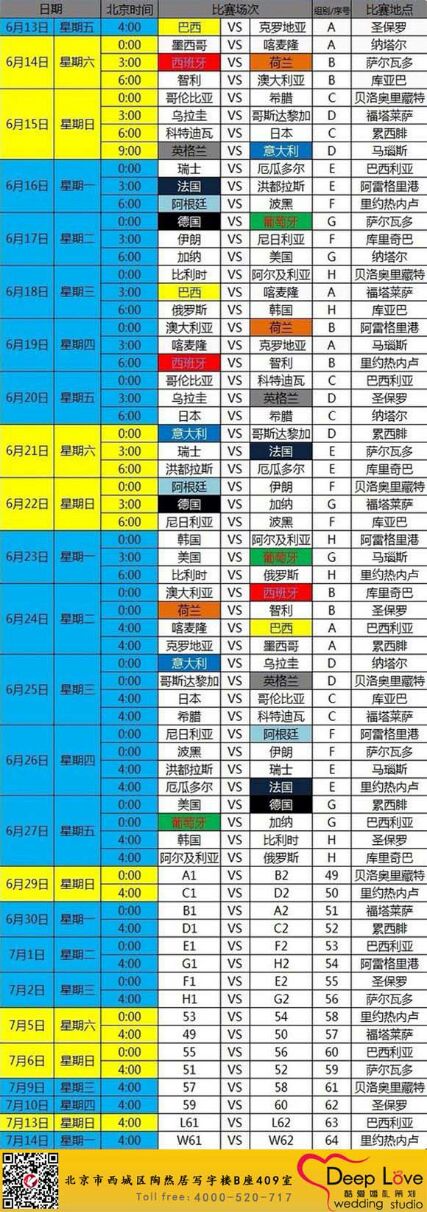 日期 北京时间 比赛场次 组别/序号 比赛地点
6月13日 星期五 4:00 巴西 VS 克罗地亚 A 圣保罗
6月14日 星期六 0:00 墨西哥 VS 喀麦隆 A 纳塔尔
3:00 西班牙 VS 荷兰 B 萨尔瓦多
6:00 智利 VS 澳大利亚 B 库亚巴
6月15日 星期日 0:00 哥伦比亚 VS 希腊 C 贝洛奥里藏特
3:00 乌拉圭 VS 哥斯达黎加 D 福塔莱萨
6:00 科特迪瓦 VS 日本 C 累西腓
9:00 英格兰 VS 意大利 D 马瑙斯
6月16日 星期一 0:00 瑞士 VS 厄瓜多尔 E 巴西利亚
3:00 法国 VS 洪都拉斯 E 阿雷格里港
6:00 阿根廷 VS 波黑 F 里约热内卢
6月17日 星期二 0:00 德国 VS 葡萄牙 G 萨尔瓦多
3:00 伊朗 VS 尼日利亚 F 库里奇巴
6:00 加纳 VS 美国 G 纳塔尔
6月18日 星期三 0:00 比利时 VS 阿尔及利亚 H 贝洛奥里藏特
3:00 巴西 VS 喀麦隆 A 福塔莱萨
6:00 俄罗斯 VS 韩国 H 库亚巴
6月19日 星期四 0:00 澳大利亚 VS 荷兰 B 阿雷格里港
3:00 喀麦隆 VS 克罗地亚 A 马瑙斯
6:00 西班牙 VS 智利 B 里约热内卢
6月20日 星期五 0:00 哥伦比亚 VS 科特迪瓦 C 巴西利亚
3:00 乌拉圭 VS 英格兰 D 圣保罗
6:00 日本 VS 希腊 C 纳塔尔
6月21日 星期六 0:00 意大利 VS 哥斯达黎加 D 累西腓
3:00 瑞士 VS 法国 E 萨尔瓦多
6:00 洪都拉斯 VS 厄瓜多尔 E 库里奇巴
6月22日 星期日 0:00 阿根廷 VS 伊朗 F 贝洛奥里藏特
3:00 德国 VS 加纳 G 福塔莱萨
6:00 尼日利亚 VS 波黑 F 库亚巴
6月23日 星期一 0:00 韩国 VS 阿尔及利亚 H 阿雷格里港
3:00 美国 VS 葡萄牙 G 马瑙斯
6:00 比利时 VS 俄罗斯 H 里约热内卢
6月24日 星期二 0:00 澳大利亚 VS 西班牙 B 库里奇巴
0:00 荷兰 VS 智利 B 圣保罗
4:00 喀麦隆 VS 巴西 A 巴西利亚
4:00 克罗地亚 VS 墨西哥 A 累西腓
6月25日 星期三 0:00 意大利 VS 乌拉圭 D 纳塔尔
0:00 哥斯达黎加 VS 英格兰 D 贝洛奥里藏特
4:00 日本 VS 哥伦比亚 C 库亚巴
4:00 希腊 VS 科特迪瓦 C 福塔莱萨
6月26日 星期四 0:00 尼日利亚 VS 阿根廷 F 阿雷格里港
0:00 波黑 VS 伊朗 F 萨尔瓦多
4:00 洪都拉斯 VS 瑞士 E 马瑙斯
4:00 厄瓜多尔 VS 法国 E 里约热内卢
6月27日 星期五 0:00 美国 VS 德国 G 累西腓
0:00 葡萄牙 VS 加纳 G 巴西利亚
4:00 韩国 VS 比利时 H 圣保罗
4:00 阿尔及利亚 VS 俄罗斯 H 库里奇巴
6月29日 星期日 0:00 A1 VS B2 49 贝洛奥里藏特
4:00 C1 VS D2 50 里约热内卢
6月30日 星期一 0:00 B1 VS A2 51 福塔莱萨
4:00 D1 VS C2 52 累西腓
7月1日 星期二 0:00 E1 VS F2 53 巴西利亚
4:00 G1 VS H2 54 阿雷格里港
7月2日 星期三 0:00 F1 VS E2 55 圣保罗
4:00 H1 VS G2 56 萨尔瓦多
7月5日 星期六 0:00 53 VS 54 58 里约热内卢
4:00 49 VS 50 57 福塔莱萨
7月6日 星期日 0:00 55 VS 56 60 巴西利亚
4:00 51 VS 52 59 萨尔瓦多
7月9日 星期三 4:00 57 VS 58 61 贝洛奥里藏特
7月10日 星期四 4:00 59 VS 60 62 圣保罗
7月13日 星期日 4:00 L61 VS L62 63 巴西利亚
7月14日 星期一 4:00 W61 VS W62 64 里约热内卢
北京市西城区陶然居写字楼B座409室
Toll free:4000-520-717
Deep Love
酷爱婚礼策划
wedding studio